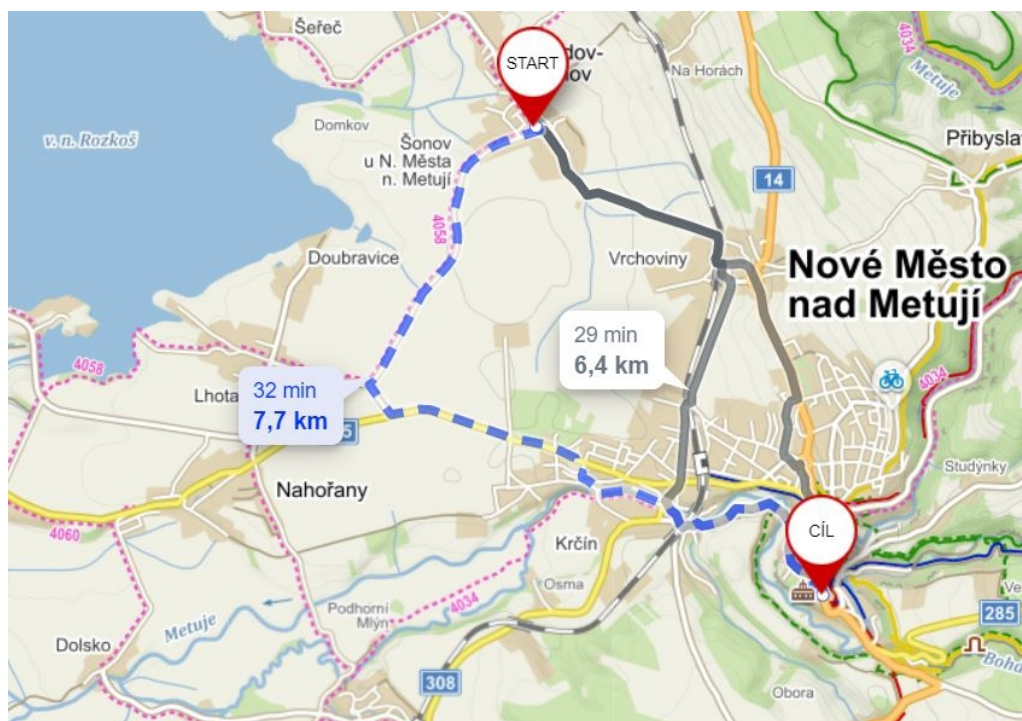 Šeřeč
START
Na Horách
4034
Metuje
v. n. Rozkoš
Domkov
Šonov
u N. Města
n. Metují
14
4058
Doubravice
Vrchoviny
Nové Město
nad Metují
29 min
6,4 km
4058
4034
32 min
7,7 km
Nahořany
Studýnky
4060
Krčín
CÍL
Osma
Podhorní
Mlýn
4034
285
Metuje
Dolsko
308
Obora